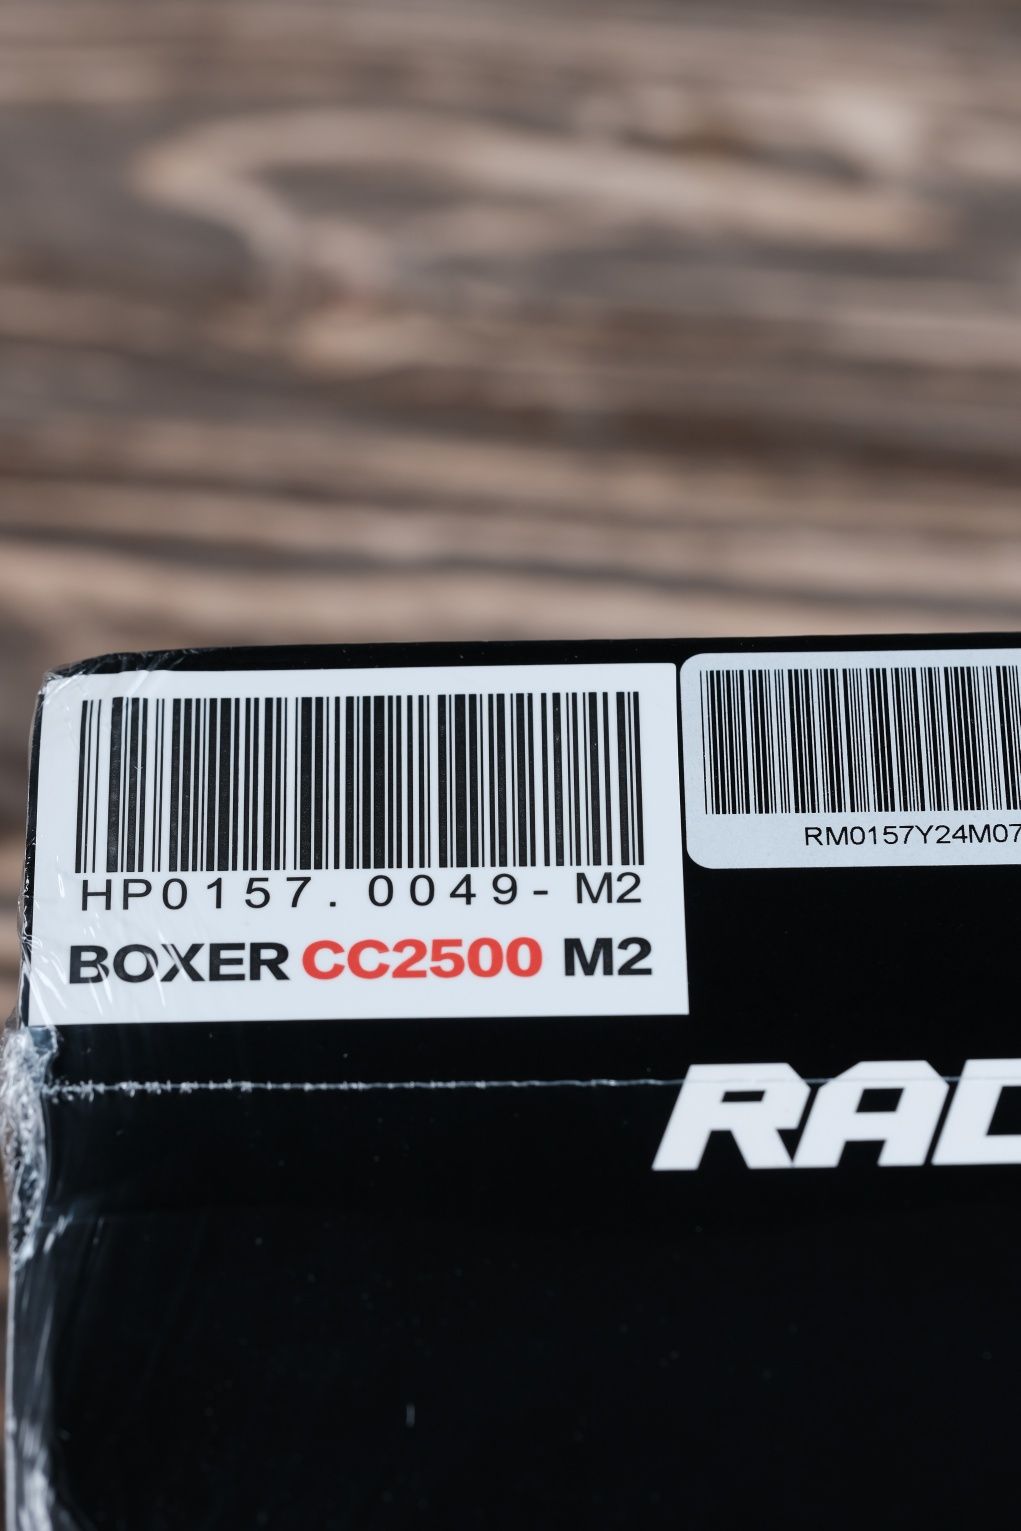 HP0157.0049- M2
BOXER CC2500 M2
RM0157Y24M07
RAD